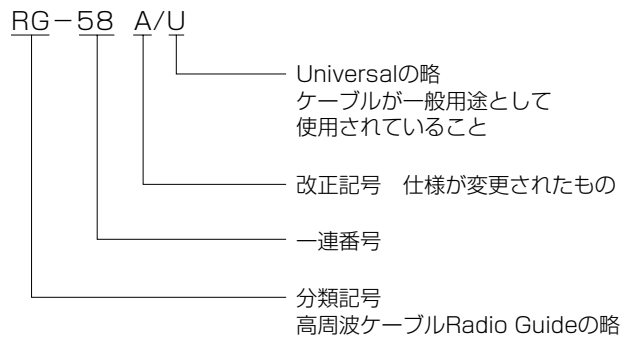 RG−58 A/U
Universalの略
ケーブルが一般用途として
使用されていること
改正記号　仕様が変更されたもの
一連番号
分類記号
高周波ケーブルRadio Guideの略